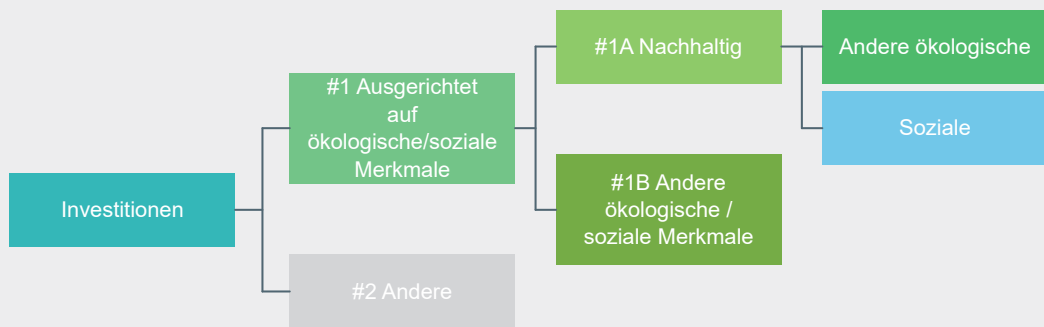 Investitionen
#1 Ausgerichtet
auf
ökologische/soziale
Merkmale
#2 Andere
#1A Nachhaltig
#1B Andere
ökologische /
soziale Merkmale
Andere ökologische
Soziale